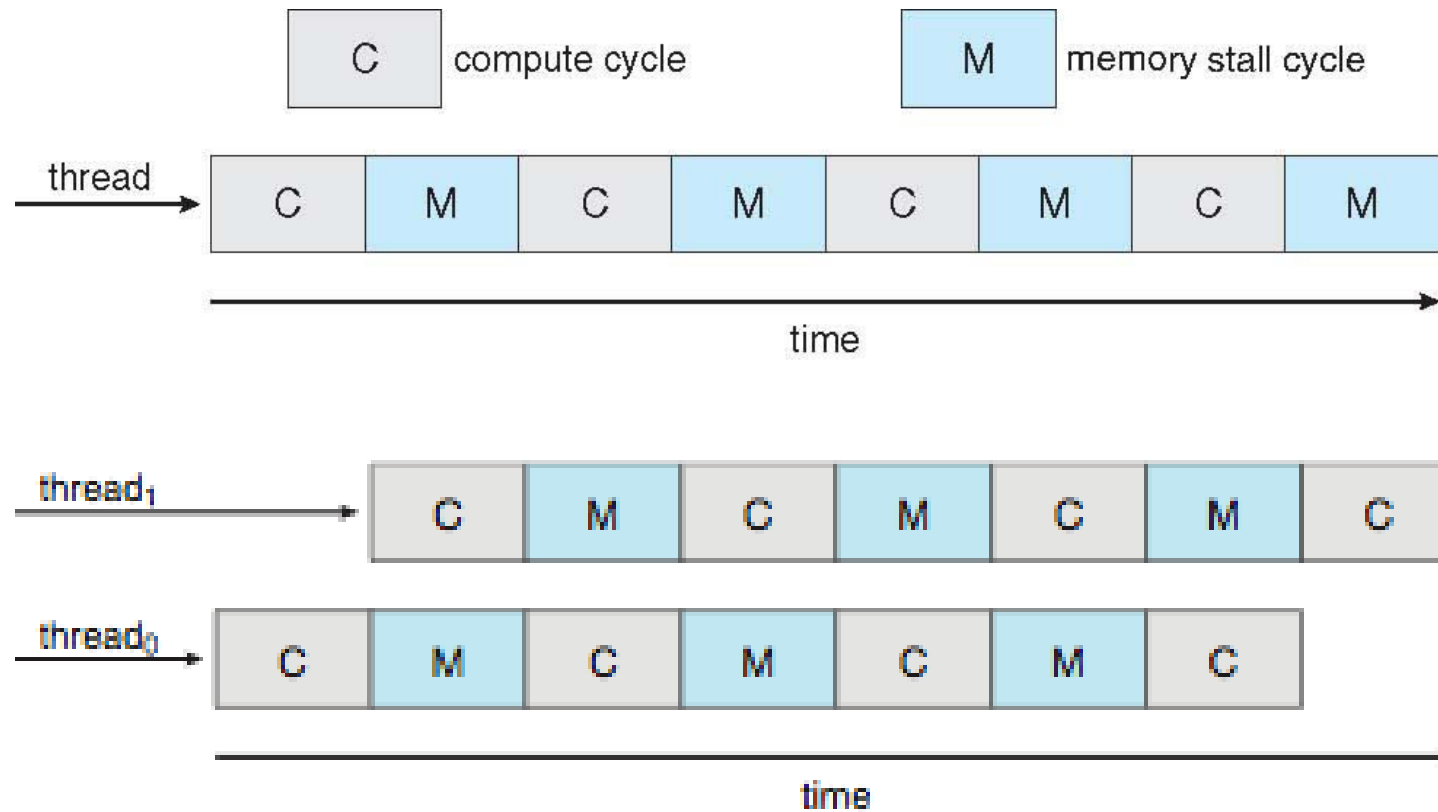 C compute cycle M memory stall cycle
thread
C M C M C M C M
time
thread₁
C M C M C M C
thread₀
C M C M C M C
time